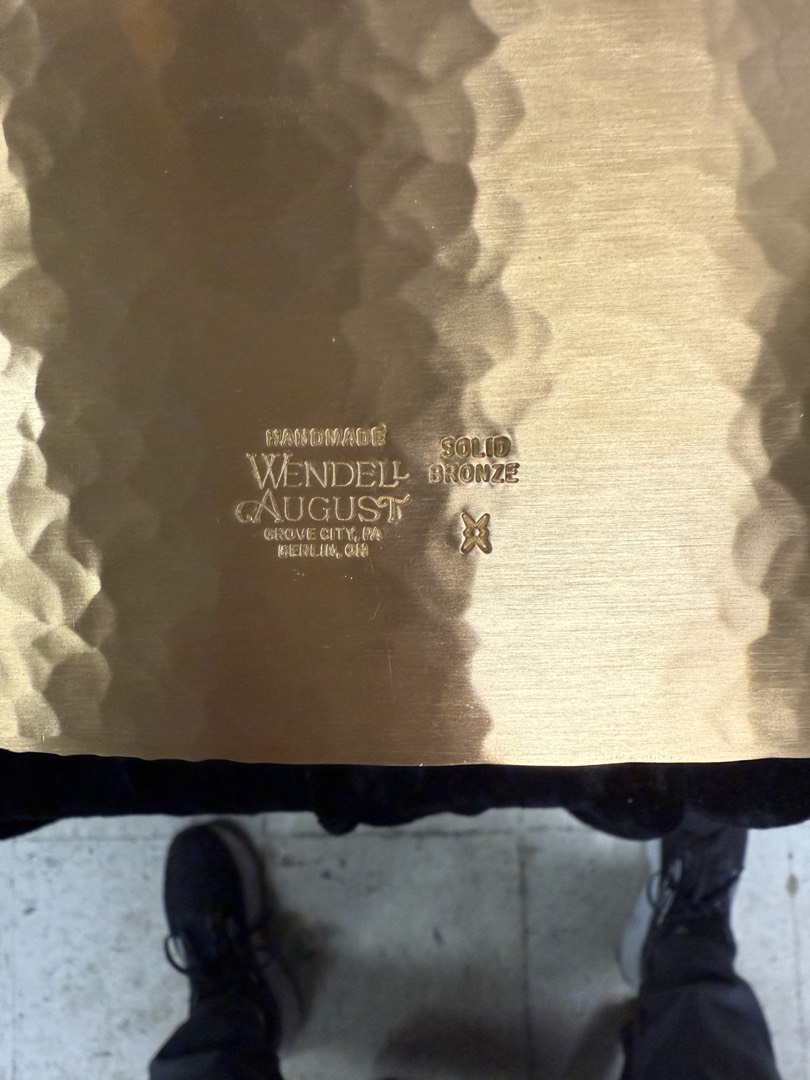 HANDMADE
WENDELL
AUGUST
GROVE CITY, PA
BERLIN, OH
SOLID
BRONZE